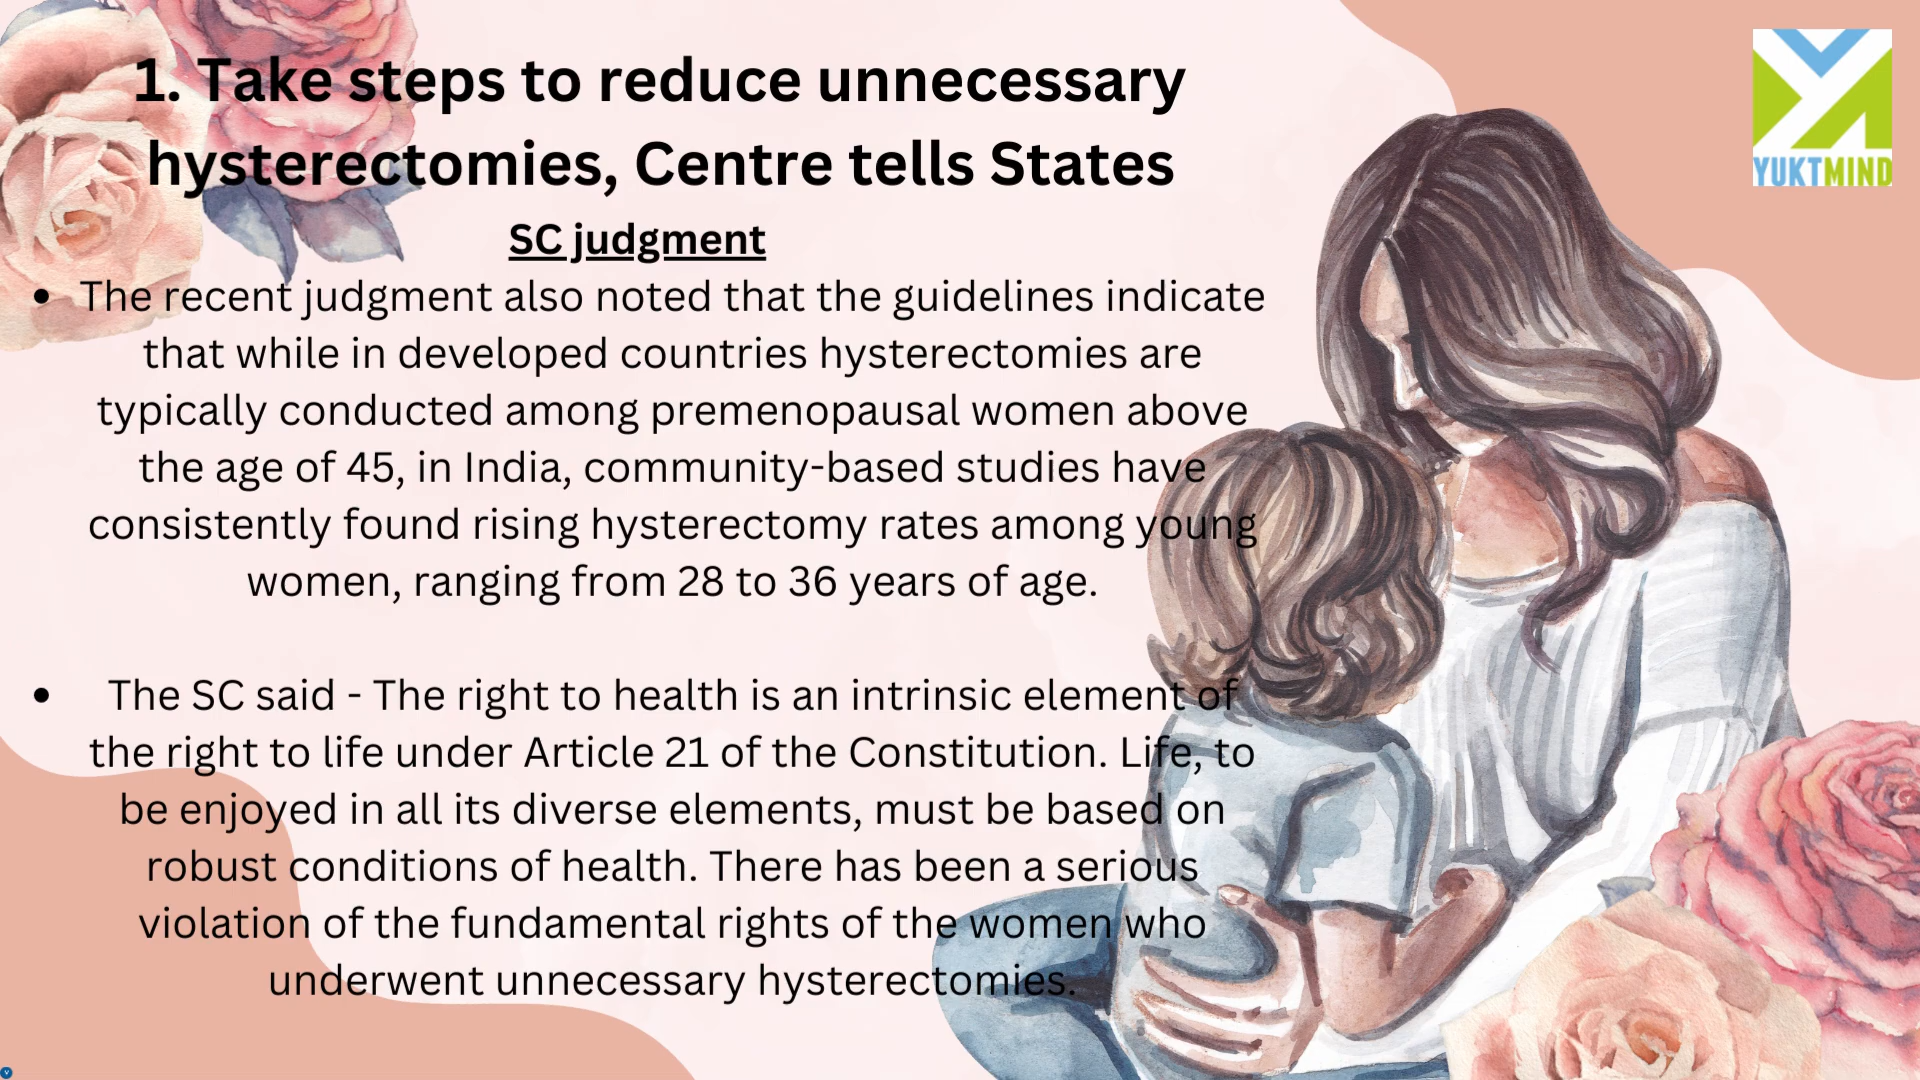 1. Take steps to reduce unnecessary
hysterectomies, Centre tells States
SC judgment
• The recent judgment also noted that the guidelines indicate
that while in developed countries hysterectomies are
typically conducted among premenopausal women above
the age of 45, in India, community-based studies have
consistently found rising hysterectomy rates among young
women, ranging from 28 to 36 years of age.
• The SC said - The right to health is an intrinsic element of
the right to life under Article 21 of the Constitution. Life, to
be enjoyed in all its diverse elements, must be based on
robust conditions of health. There has been a serious
violation of the fundamental rights of the women who
underwent unnecessary hysterectomies.
YUKTMIND